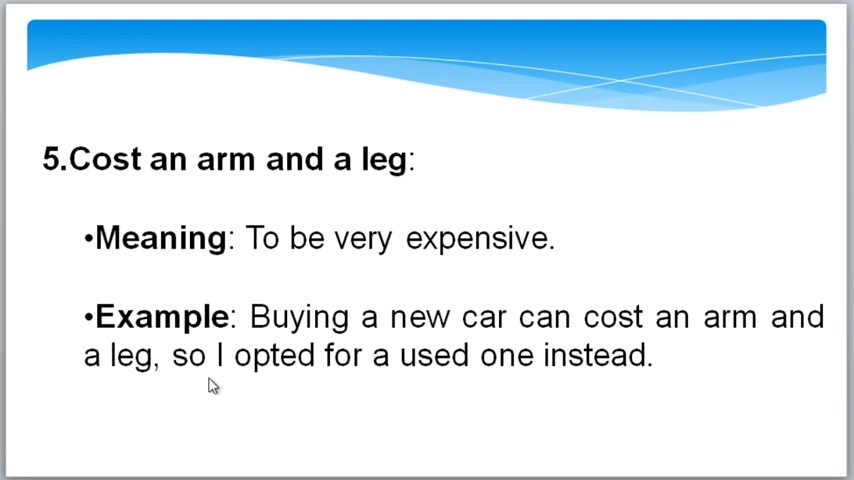 5.Cost an arm and a leg:
•Meaning: To be very expensive.
•Example: Buying a new car can cost an arm and
a leg, so I opted for a used one instead.